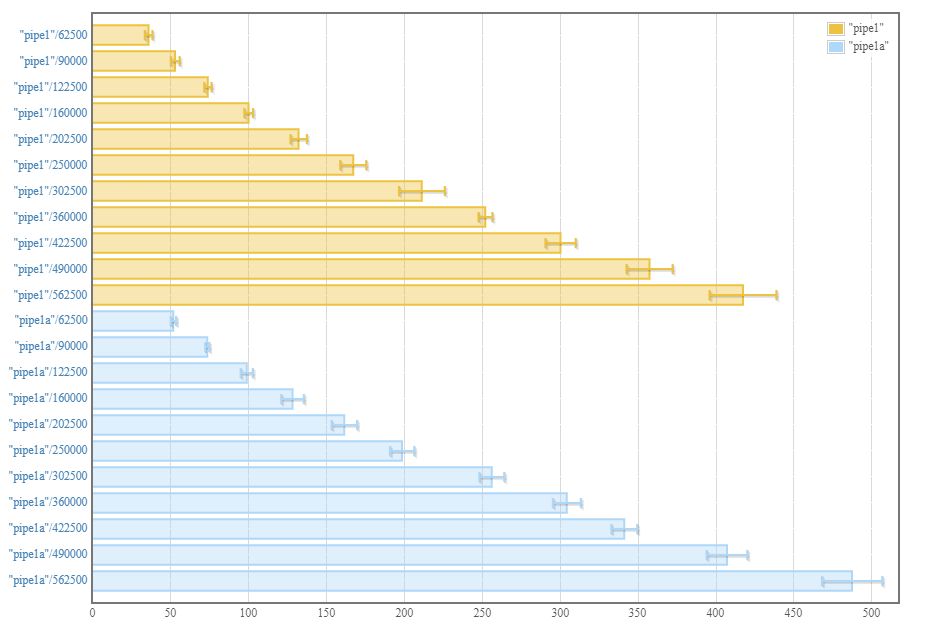 "pipe1"
"pipe1a"
"pipe1"/62500
"pipe1"/90000
"pipe1"/122500
"pipe1"/160000
"pipe1"/202500
"pipe1"/250000
"pipe1"/302500
"pipe1"/360000
"pipe1"/422500
"pipe1"/490000
"pipe1"/562500
"pipe1a"/62500
"pipe1a"/90000
"pipe1a"/122500
"pipe1a"/160000
"pipe1a"/202500
"pipe1a"/250000
"pipe1a"/302500
"pipe1a"/360000
"pipe1a"/422500
"pipe1a"/490000
"pipe1a"/562500
0 50 100 150 200 250 300 350 400 450 500